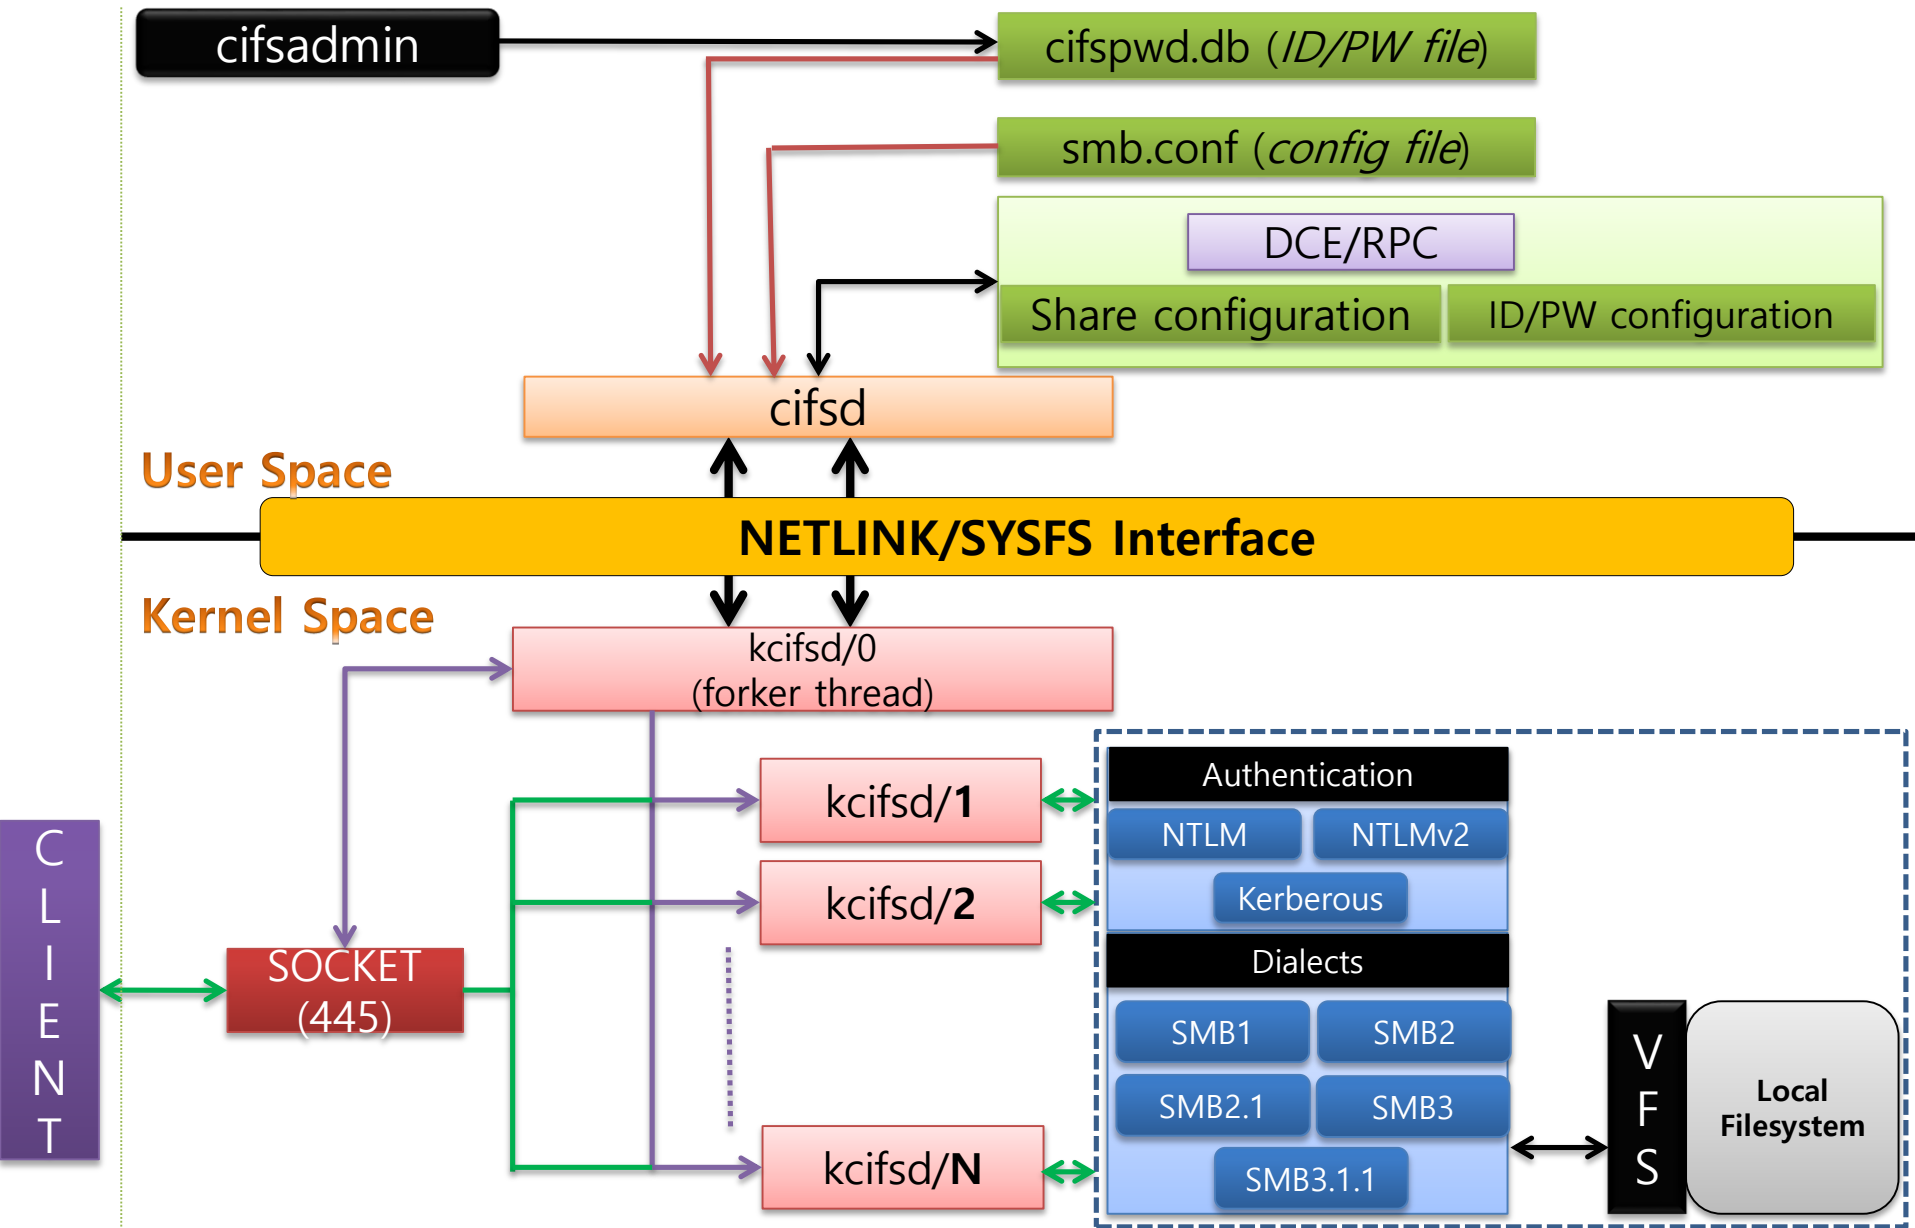 cifsadmin
cifspwd.db (ID/PW file)
smb.conf (config file)
DCE/RPC
Share configuration
ID/PW configuration
cifsd
User Space
NETLINK/SYSFS Interface
Kernel Space
kcifsd/0
(forker thread)
kcifsd/1
kcifsd/2
kcifsd/N
CLIENT
SOCKET
(445)
Authentication
NTLM
NTLMv2
Kerberous
Dialects
SMB1
SMB2
SMB2.1
SMB3
SMB3.1.1
VFS
Local
Filesystem